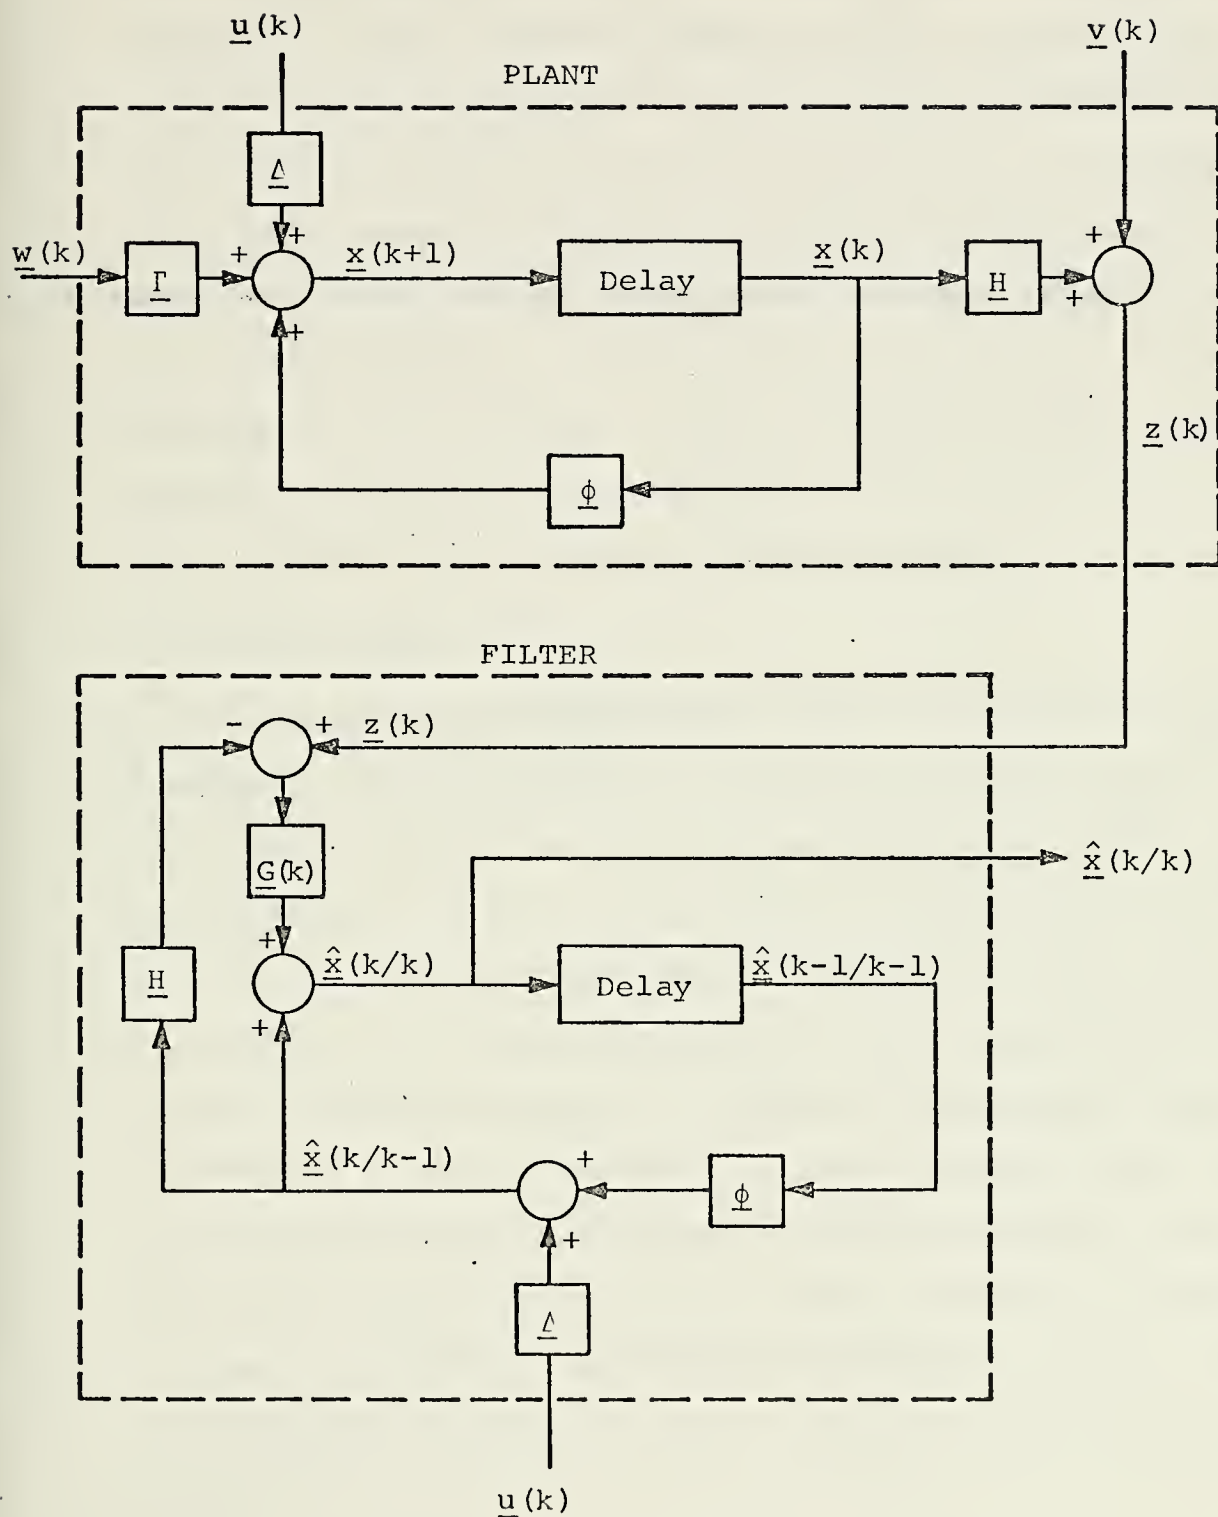 u(k)
v(k)
PLANT
Δ
w(k)
Γ
+
+
x(k+1)
Delay
x(k)
H
+
+
+
z(k)
ϕ
FILTER
-
+
z(k)
G(k)
x̂(k/k)
+
x̂(k/k)
Delay
x̂(k-1/k-1)
H
+
x̂(k/k-1)
+
ϕ
+
Δ
u(k)